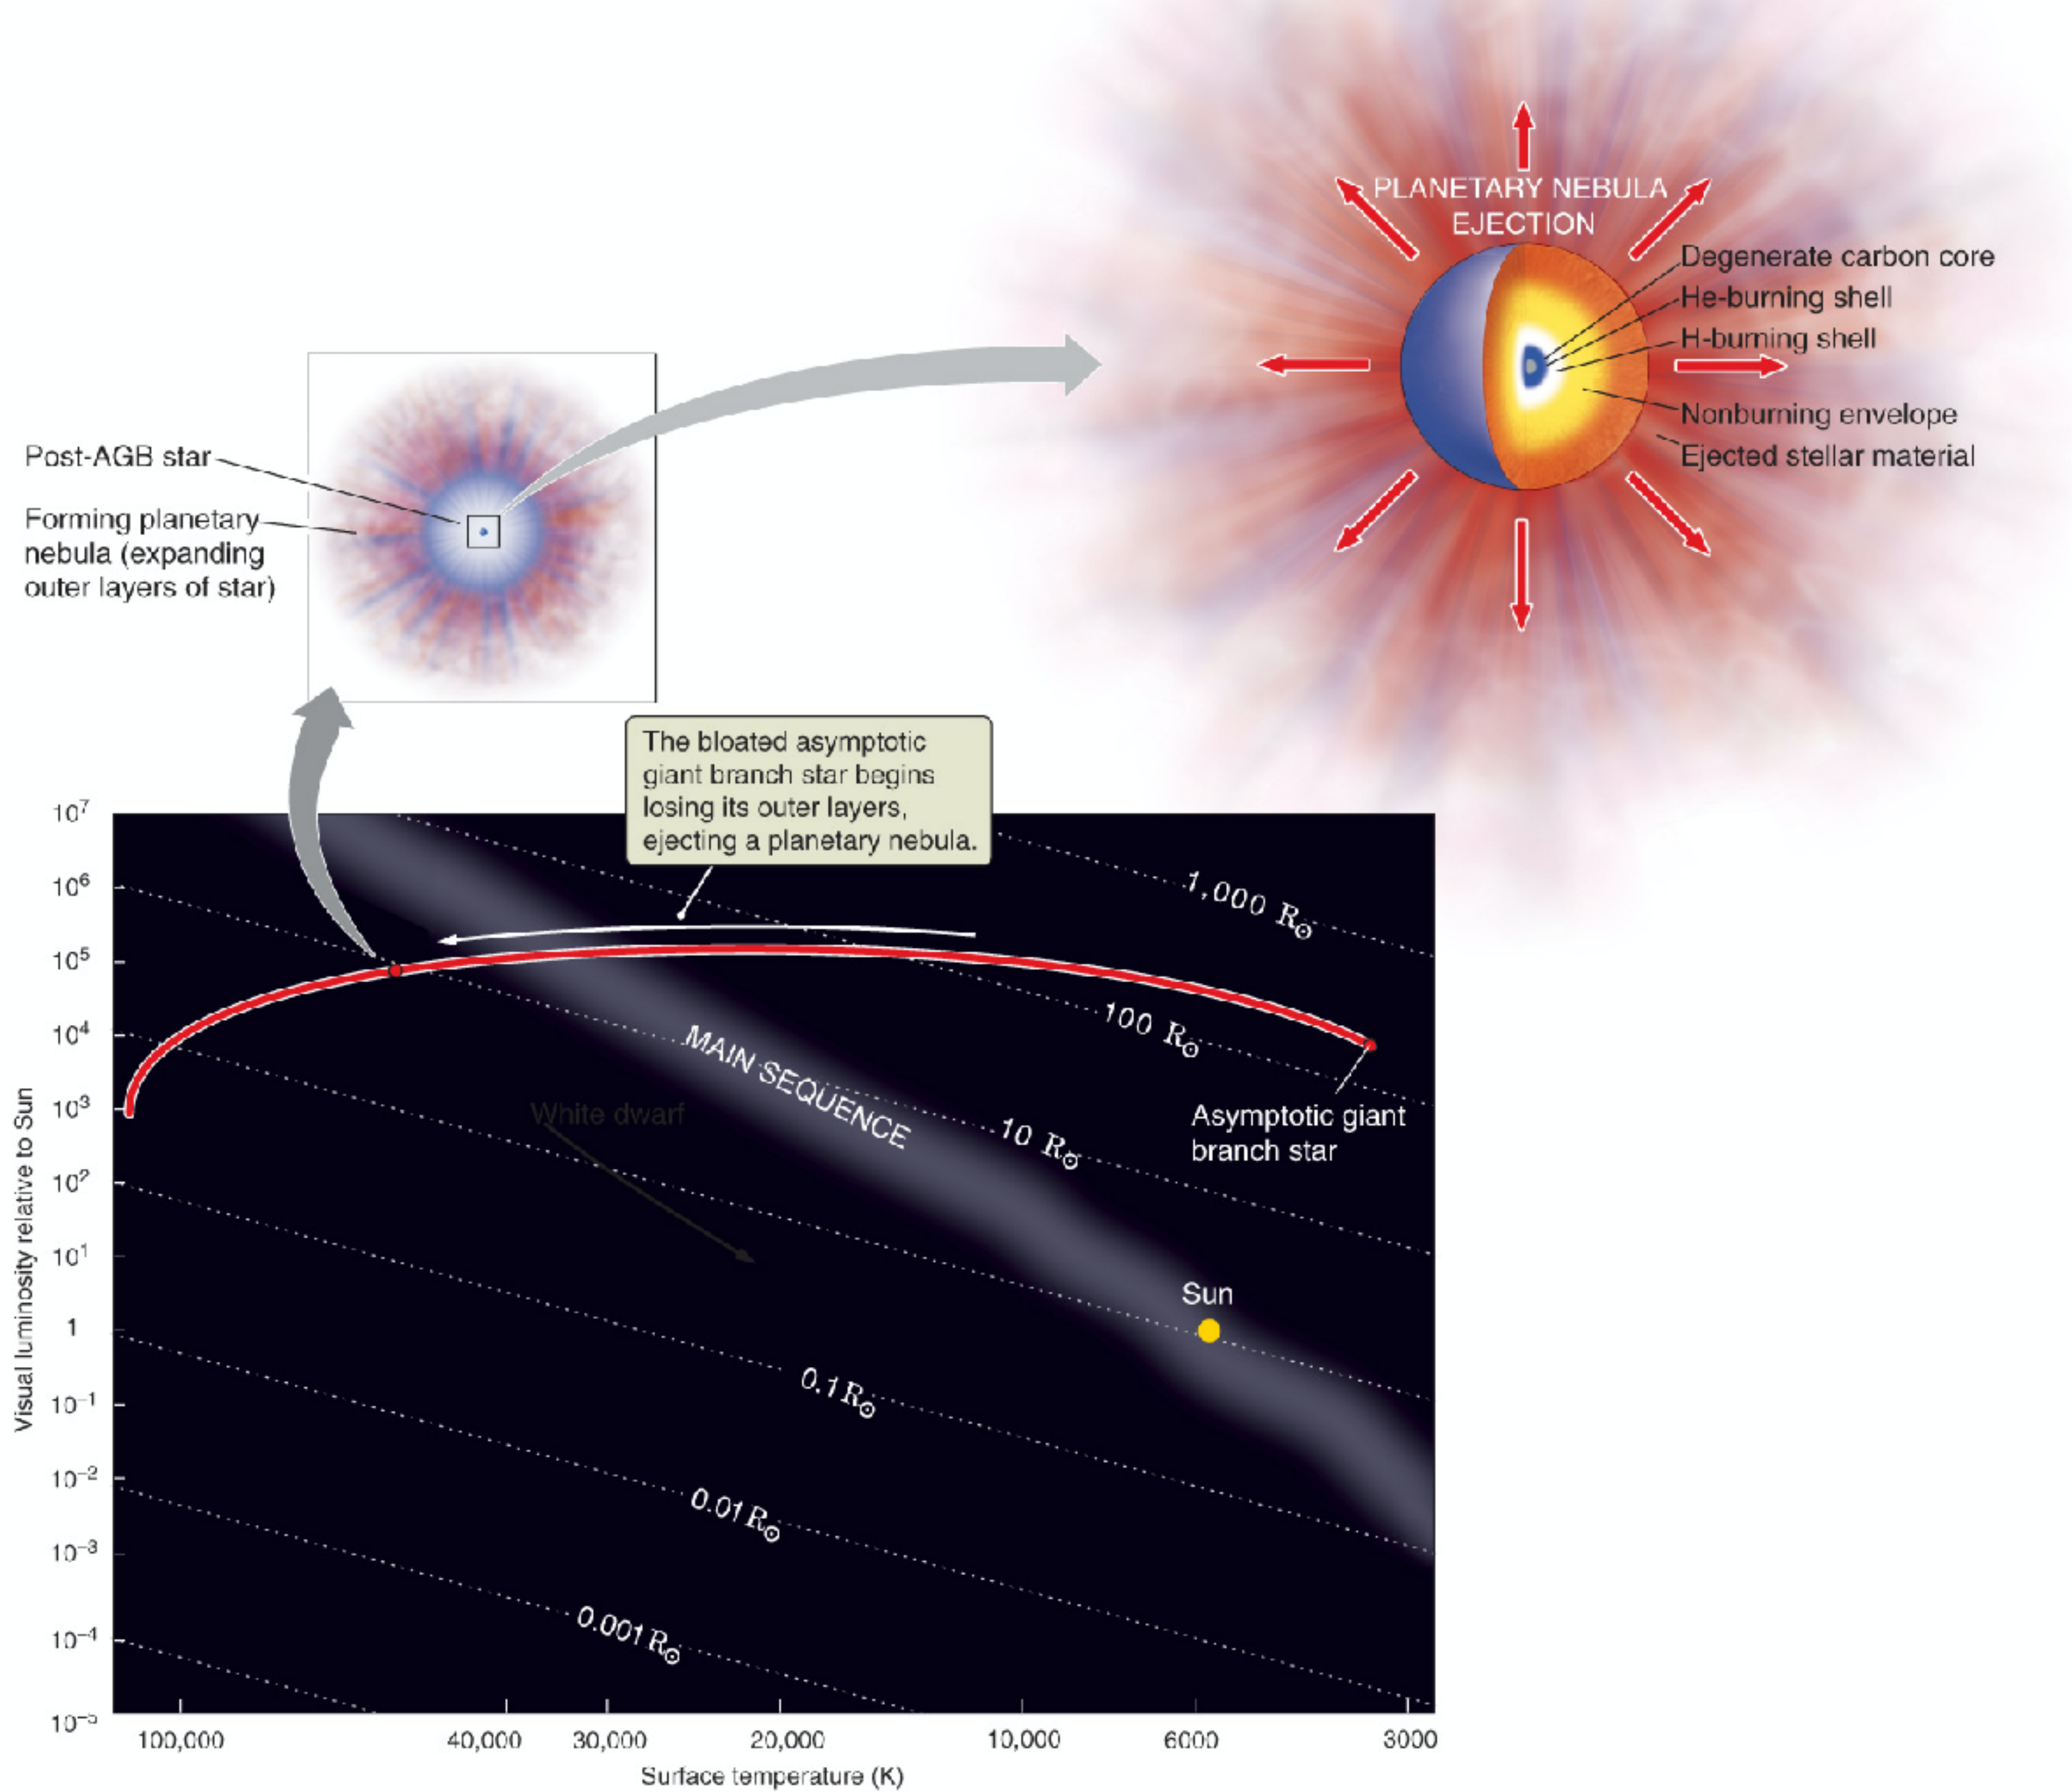 PLANETARY NEBULA
EJECTION
Degenerate carbon core
He-burning shell
H-burning shell
Nonburning envelope
Ejected stellar material
Post-AGB star
Forming planetary
nebula (expanding
outer layers of star)
The bloated asymptotic
giant branch star begins
losing its outer layers,
ejecting a planetary nebula.
10⁷
10⁶
10⁵
10⁴
10³
10²
10¹
1
10⁻¹
10⁻²
10⁻³
10⁻⁴
10⁻⁵
Visual luminosity relative to Sun
1,000 R☉
100 R☉
MAIN SEQUENCE
10 R☉
White dwarf
Asymptotic giant
branch star
Sun
0.1 R☉
0.01 R☉
0.001 R☉
100,000
40,000
30,000
20,000
10,000
6000
3000
Surface temperature (K)